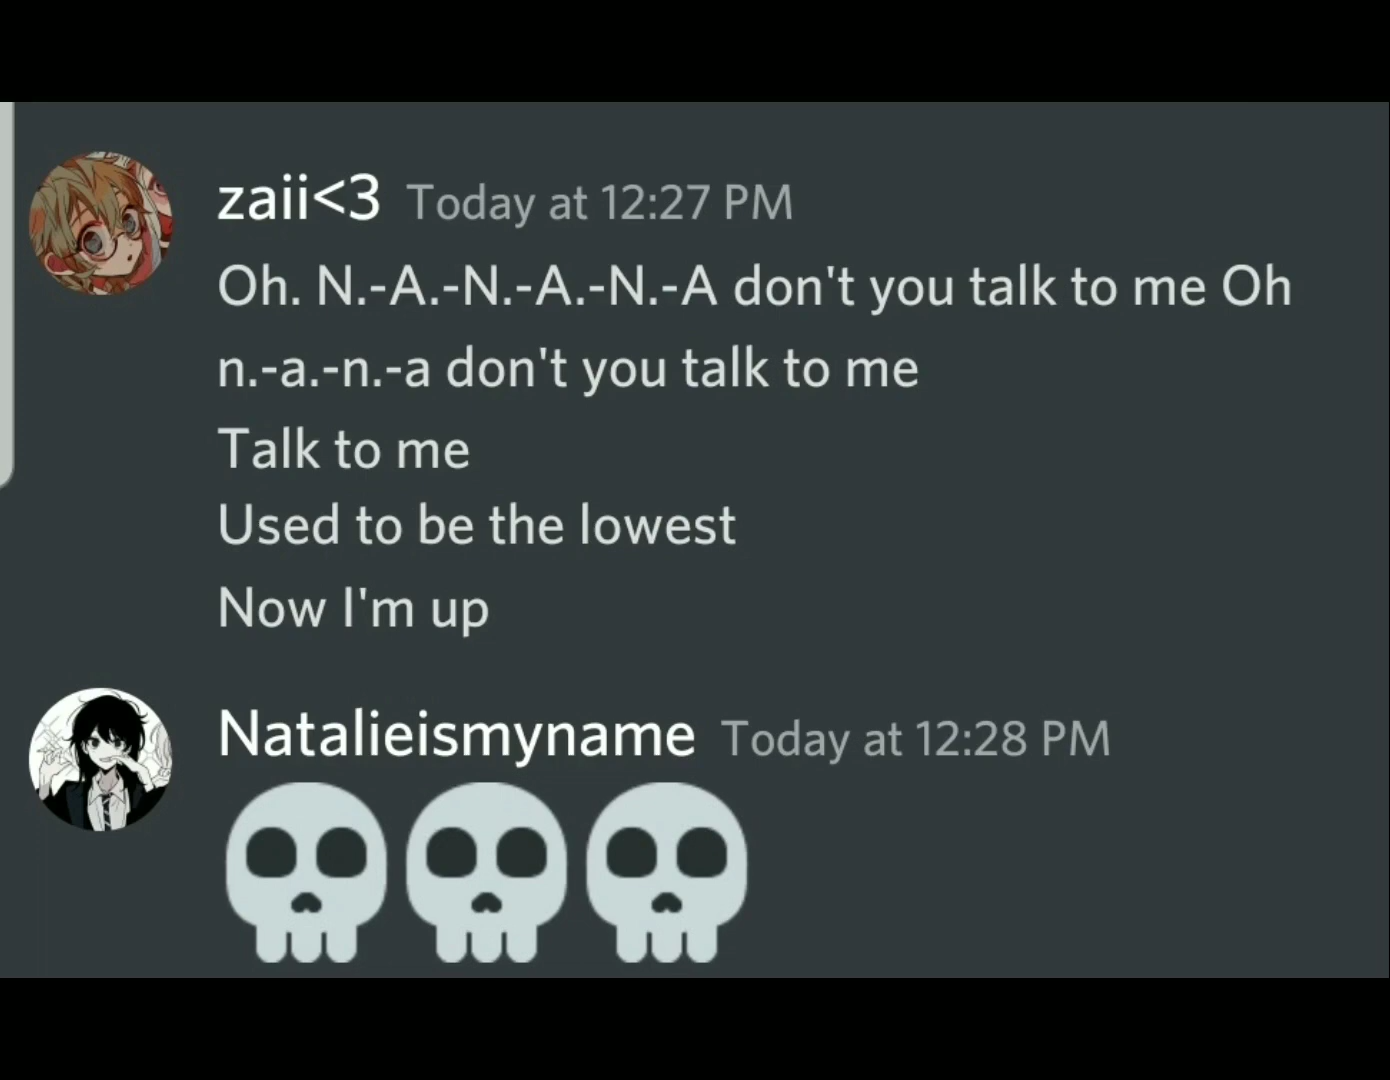 zaii<3 Today at 12:27 PM
Oh. N.-A.-N.-A.-N.-A don't you talk to me Oh
n.-a.-n.-a don't you talk to me
Talk to me
Used to be the lowest
Now I'm up
Natalieismyname Today at 12:28 PM
💀💀💀